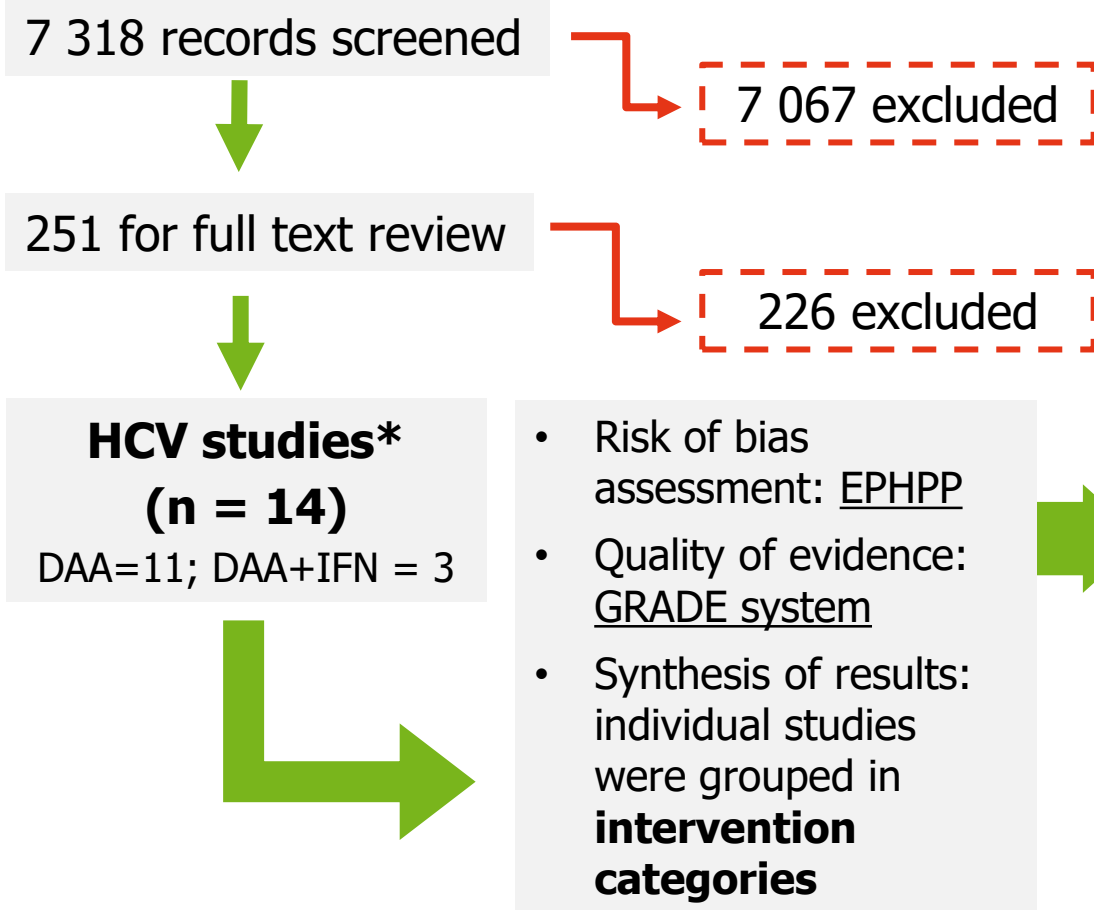 7 318 records screened
7 067 excluded
251 for full text review
226 excluded
HCV studies*
(n = 14)
DAA=11; DAA+IFN = 3
• Risk of bias
assessment: EPHPP
• Quality of evidence:
GRADE system
• Synthesis of results:
individual studies
were grouped in
intervention
categories